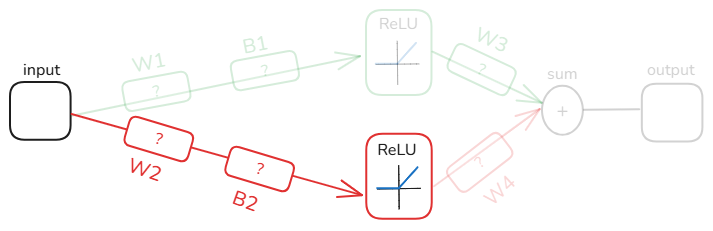 ReLU
W1
?
B1
?
W3
?
input
sum
+
output
?
W2
?
B2
ReLU
?
W4